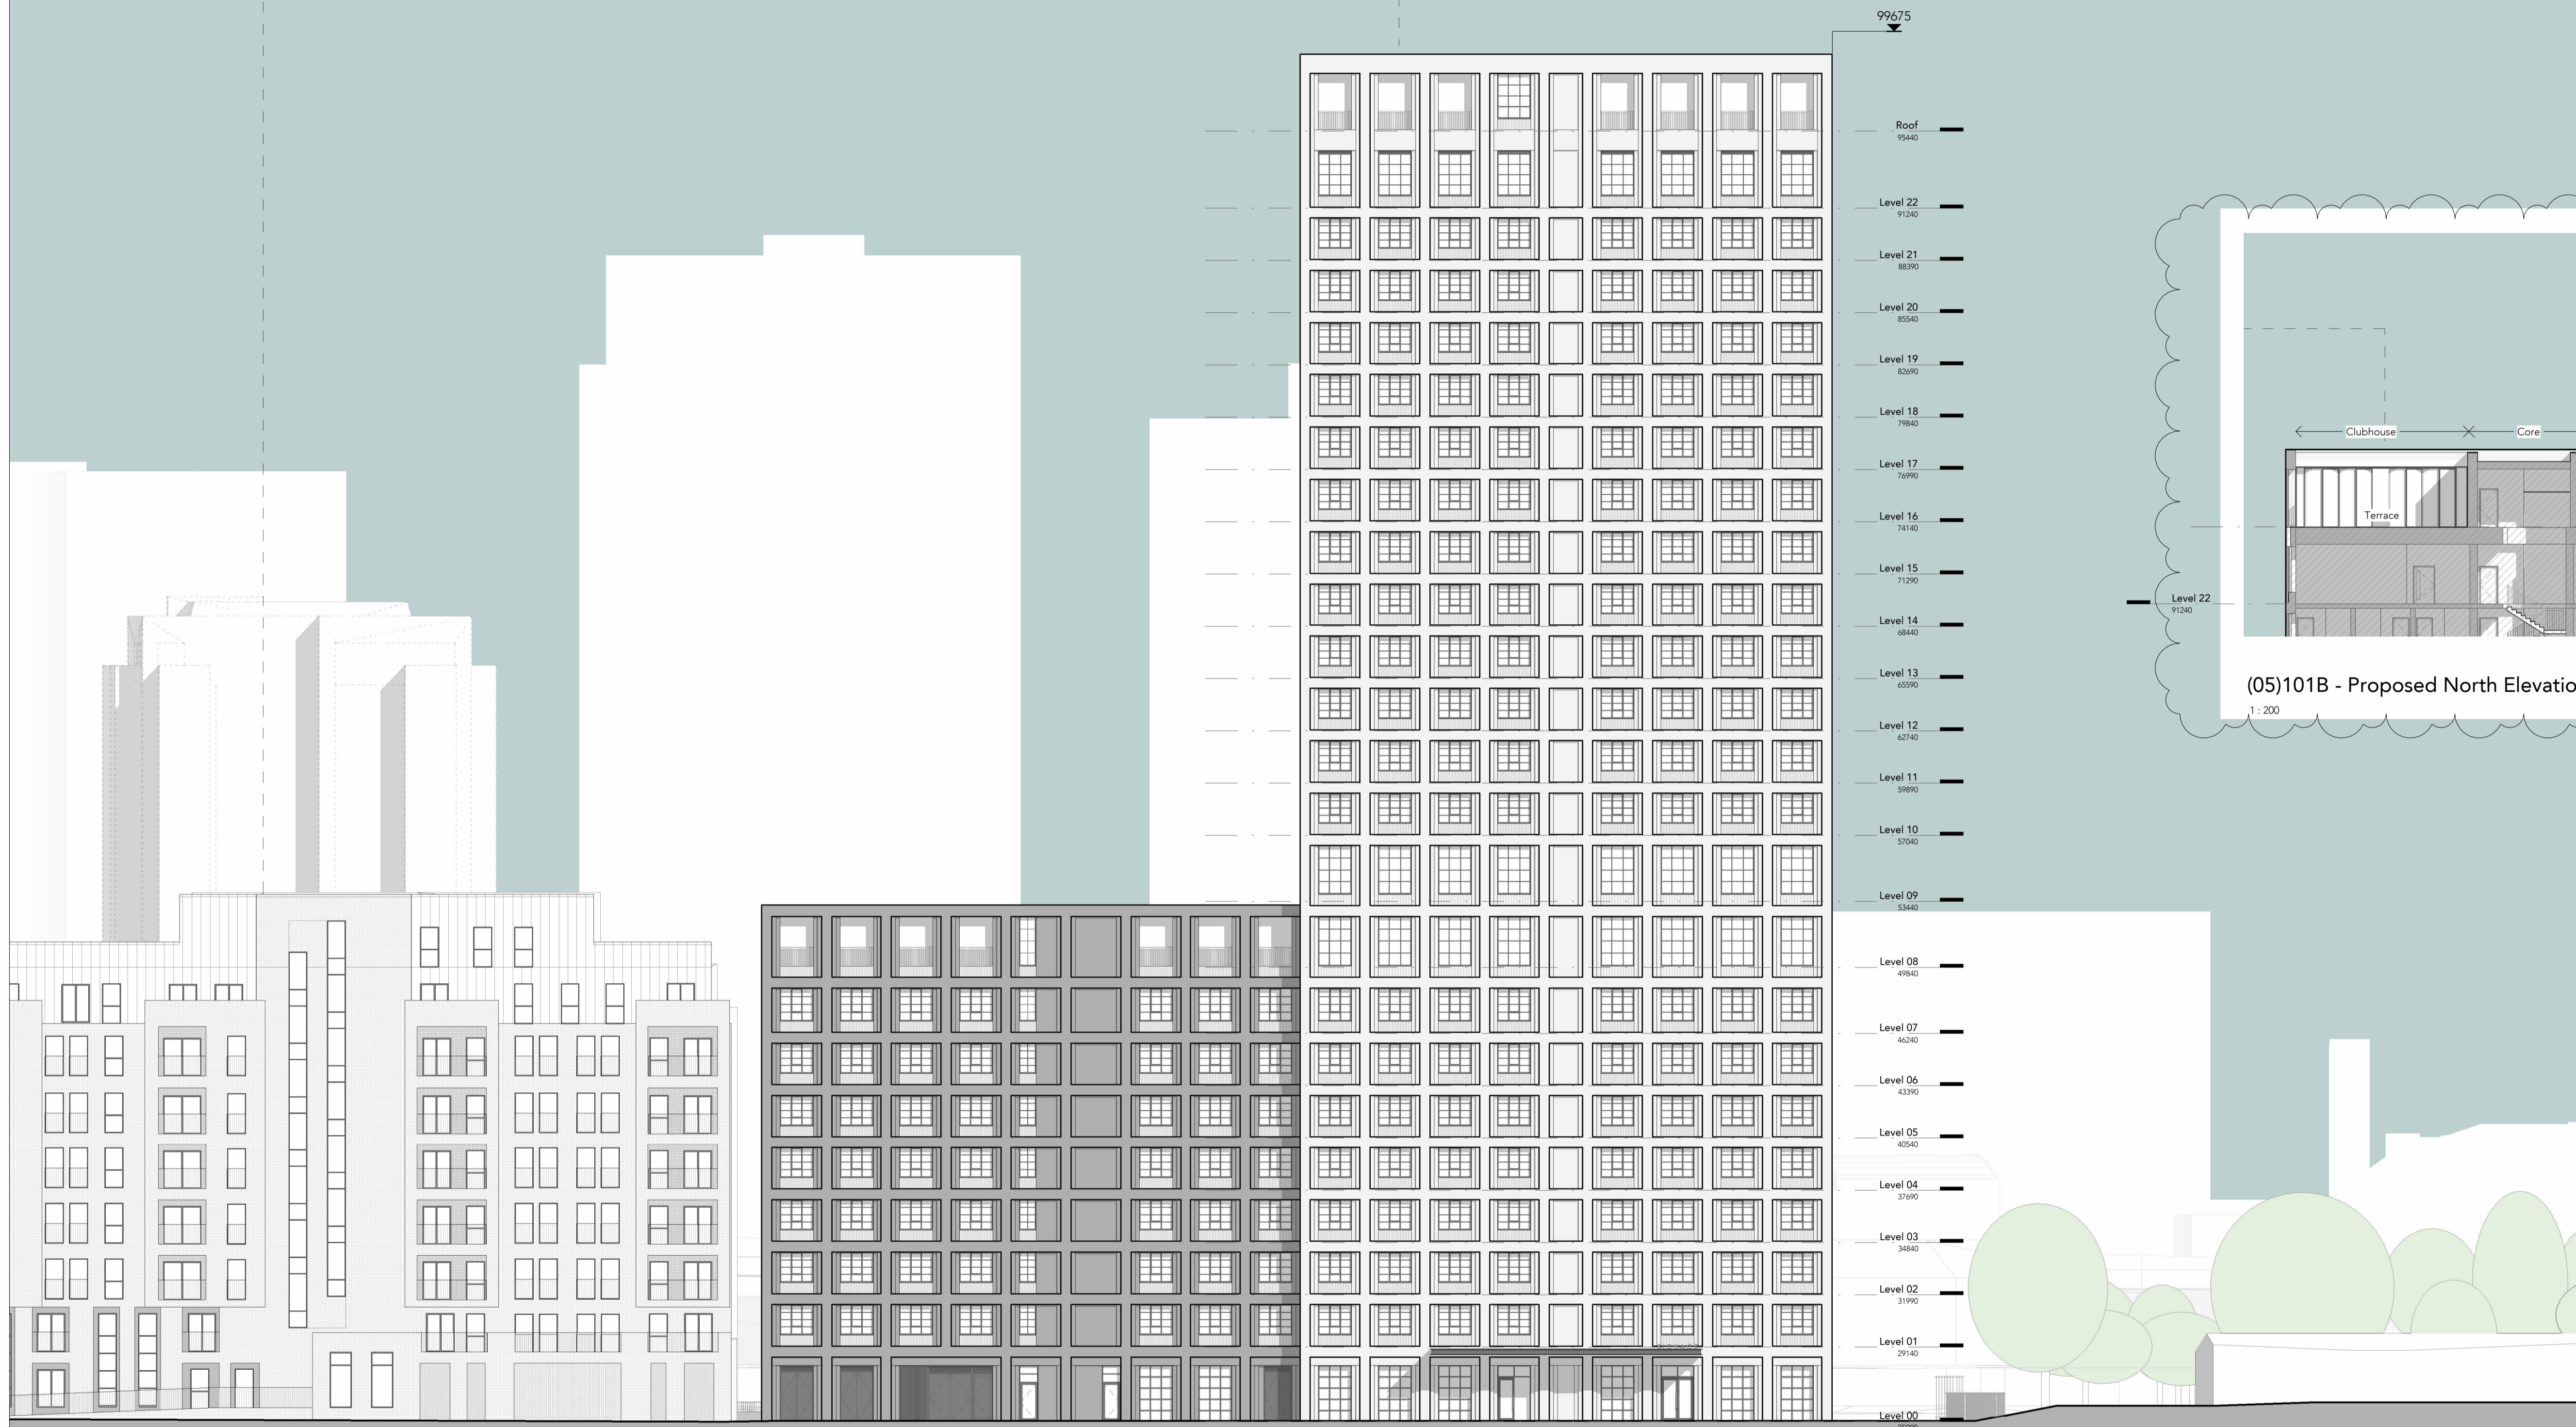 99675
Roof
95440
Level 22
91240
Level 21
88390
Level 20
85540
Level 19
82690
Level 18
79840
Level 17
76990
Level 16
74140
Level 15
71290
Level 14
68440
Level 13
65590
Level 12
62740
Level 11
59890
Level 10
57040
Level 09
53440
Level 08
49840
Level 07
46240
Level 06
43390
Level 05
40540
Level 04
37690
Level 03
34840
Level 02
31990
Level 01
29140
Level 00
Clubhouse
Core
Terrace
Level 22
91240
(05)101B - Proposed North Elevatio
1 : 200